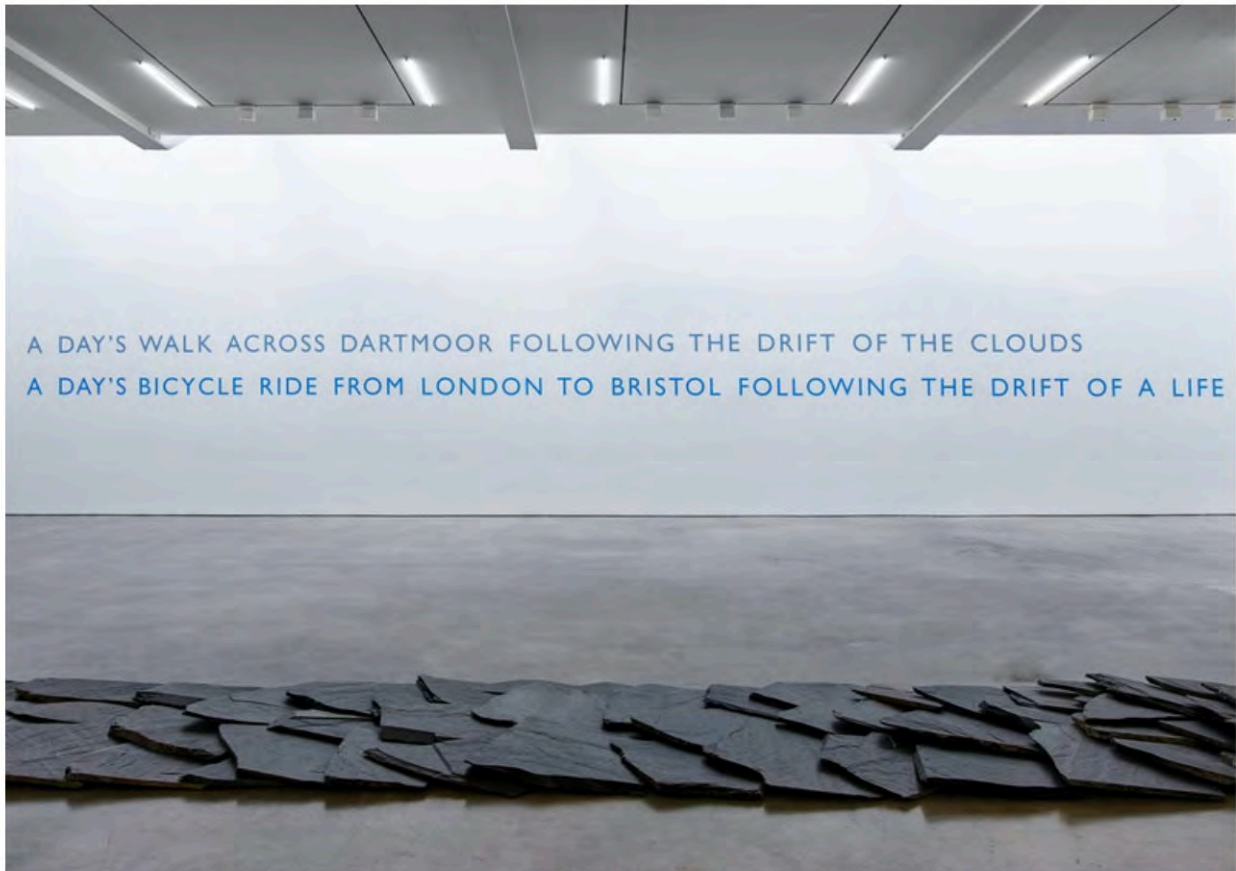 A DAY'S WALK ACROSS DARTMOOR FOLLOWING THE DRIFT OF THE CLOUDS
A DAY'S BICYCLE RIDE FROM LONDON TO BRISTOL FOLLOWING THE DRIFT OF A LIFE